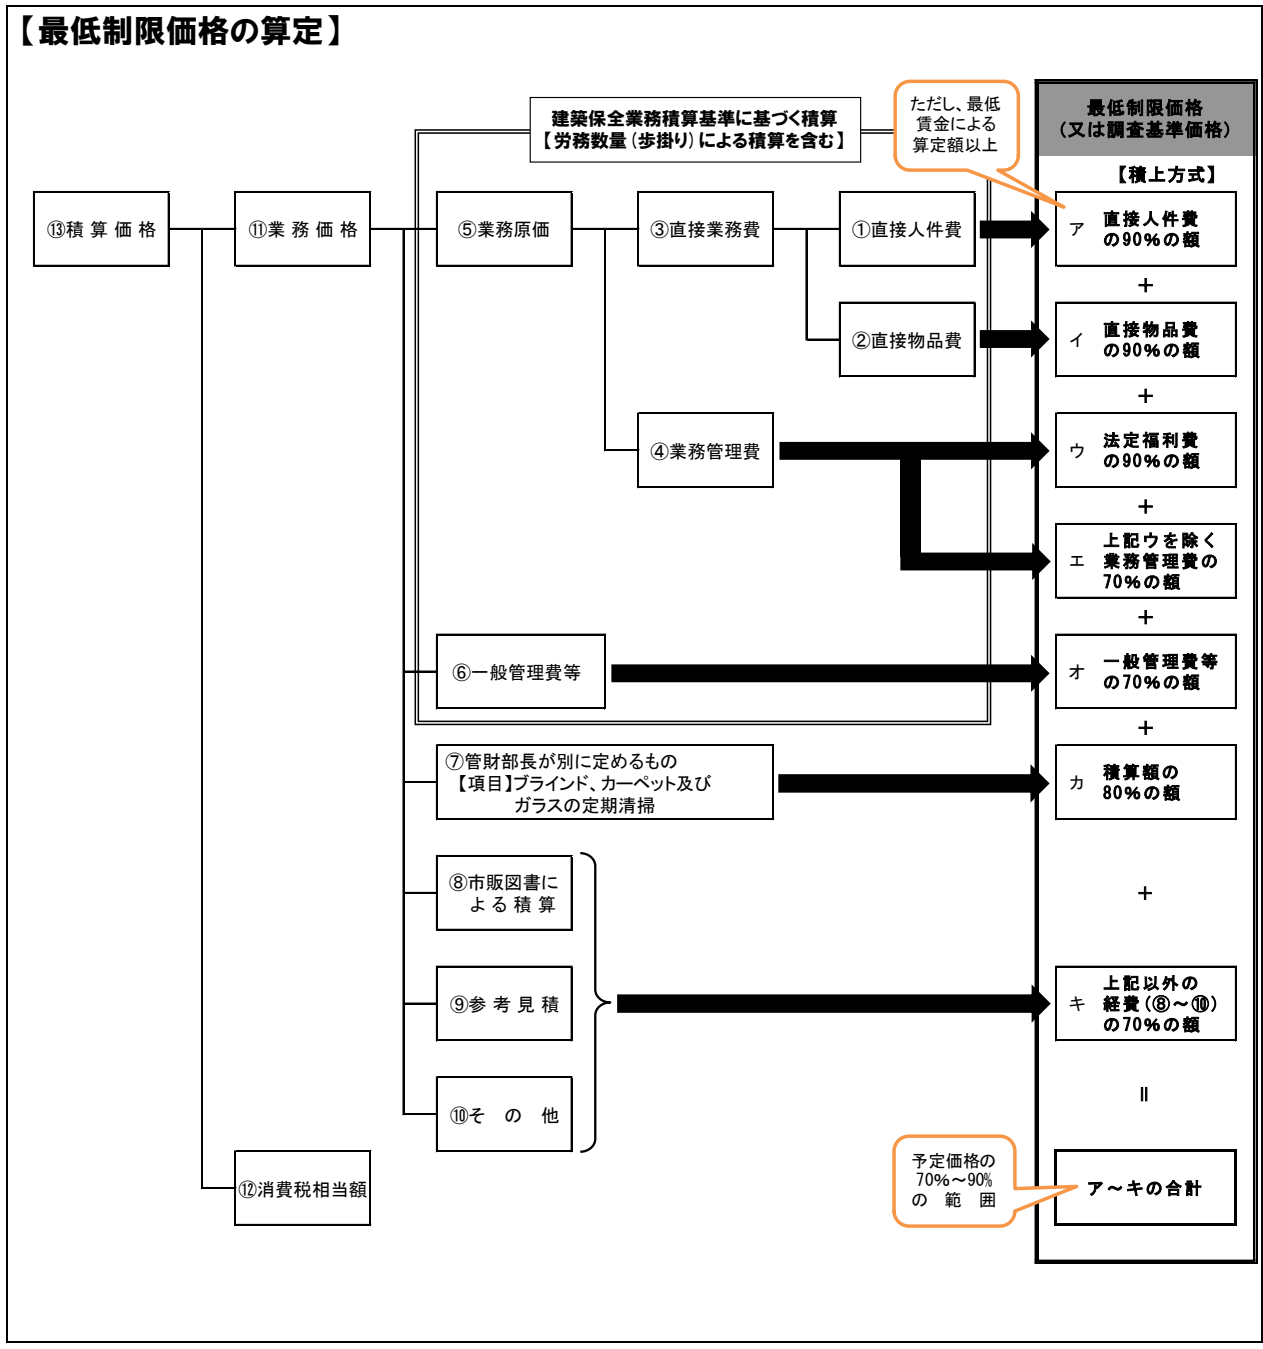 【最低制限価格の算定】
建築保全業務積算基準に基づく積算
【労務数量(歩掛り)による積算を含む】
ただし、最低
賃金による
算定額以上
最低制限価格
(又は調査基準価格)
【積上方式】
⑬積算価格
⑪業務価格
⑤業務原価
③直接業務費
①直接人件費
ア 直接人件費
の90%の額
+
②直接物品費
イ 直接物品費
の90%の額
+
④業務管理費
ウ 法定福利費
の90%の額
+
エ 上記ウを除く
業務管理費の
70%の額
+
⑥一般管理費等
オ 一般管理費等
の70%の額
+
⑦管財部長が別に定めるもの
【項目】ブラインド、カーペット及び
ガラスの定期清掃
カ 積算額の
80%の額
+
⑧市販図書に
よる積算
⑨参考見積
キ 上記以外の
経費(⑧~⑩)
の70%の額
⑩その他
=
⑫消費税相当額
予定価格の
70%~90%
の範囲
ア~キの合計